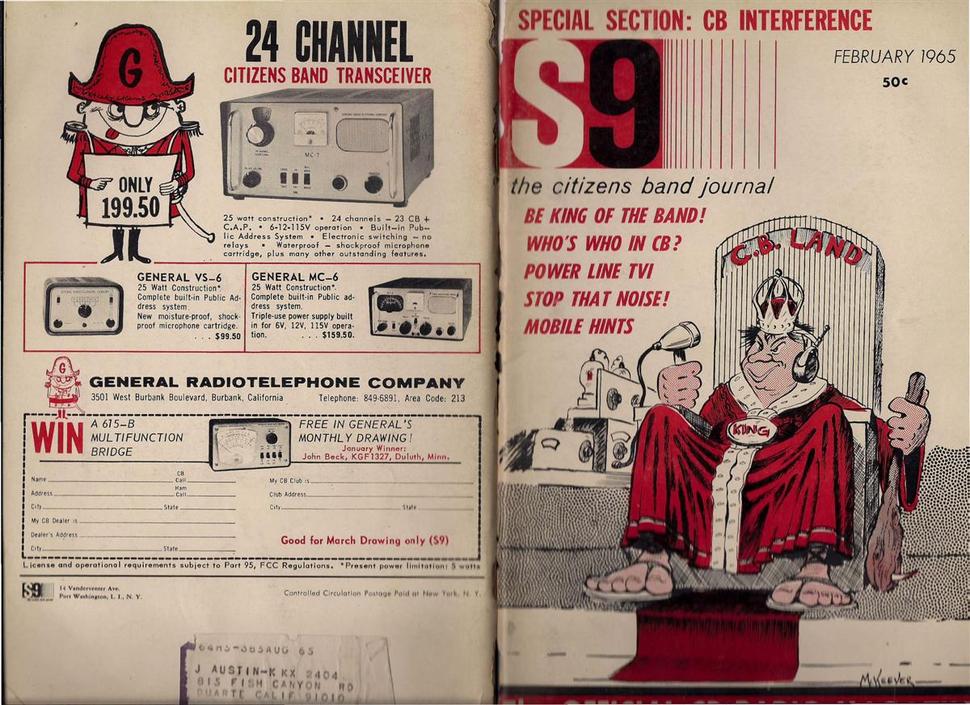 24 CHANNEL
CITIZENS BAND TRANSCEIVER
G
ONLY
199.50
MC-7
25 watt construction* • 24 channels – 23 CB +
C.A.P. • 6-12-115V operation • Built-in Pub-
lic Address System • Electronic switching – no
relays • Waterproof – shockproof microphone
cartridge, plus many other outstanding features.
GENERAL VS-6
25 Watt Construction*.
Complete built-in Public Ad-
dress system.
New moisture-proof, shock-
proof microphone cartridge.
. . . $99.50
GENERAL MC-6
25 Watt Construction*.
Complete built-in Public ad-
dress system.
Triple-use power supply built
in for 6V, 12V, 115V opera-
tion. . . . $159.50.
G
GENERAL RADIOTELEPHONE COMPANY
3501 West Burbank Boulevard, Burbank, California Telephone: 849-6891, Area Code: 213
WIN
A 615-B
MULTIFUNCTION
BRIDGE
FREE IN GENERAL'S
MONTHLY DRAWING!
January Winner:
John Beck, KGF1327, Duluth, Minn.
Name CB Call
Address Ham Call
City State
My CB Dealer is
Dealer's Address
City State
My CB Club is
Club Address
City State
Good for March Drawing only (S9)
License and operational requirements subject to Part 95, FCC Regulations. *Present power limitation: 5 watts
S9
14 Vanderventer Ave.
Port Washington, L. I., N. Y.
Controlled Circulation Postage Paid at New York, N. Y.
J AUSTIN-K KX 2404
815 FISH CANYON RD
DUARTE CALIF 91010
SPECIAL SECTION: CB INTERFERENCE
FEBRUARY 1965
50c
S9
the citizens band journal
BE KING OF THE BAND!
WHO'S WHO IN CB?
POWER LINE TVI
STOP THAT NOISE!
MOBILE HINTS
C.B. LAND
KING
McKEEVER